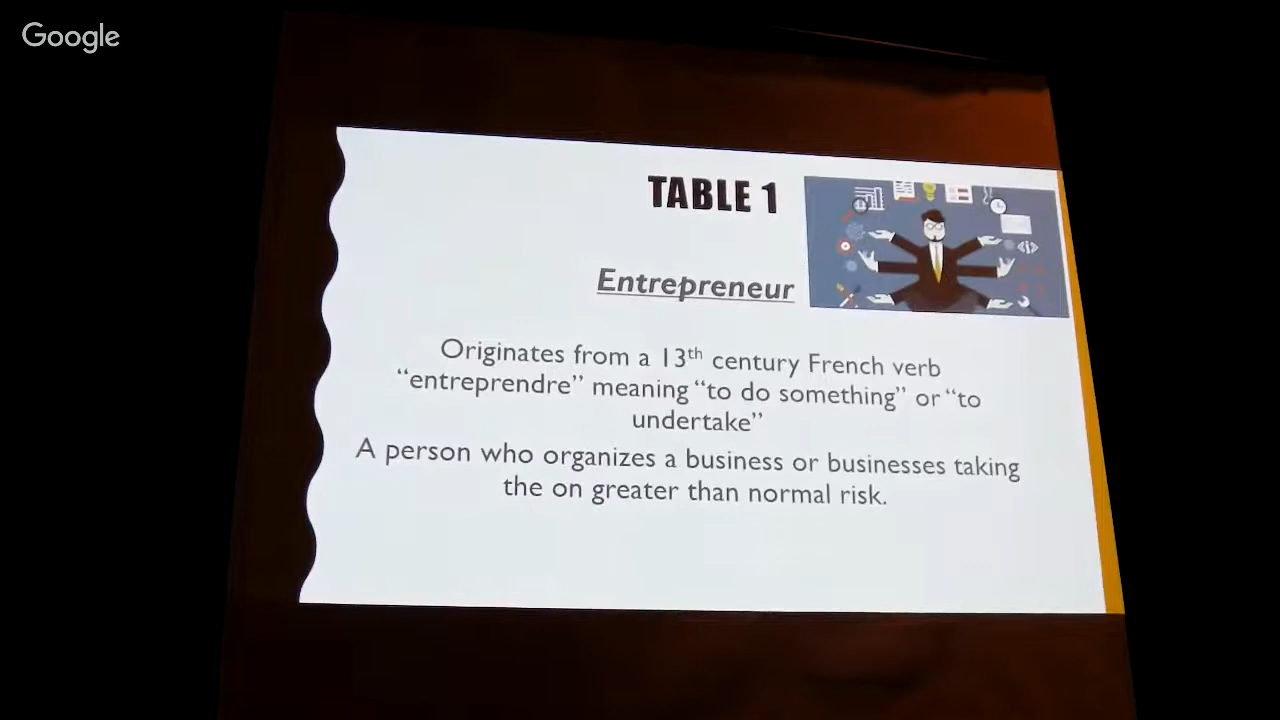 Google
TABLE 1
Entrepreneur
Originates from a 13th century French verb
“entreprendre” meaning “to do something” or “to
undertake”
A person who organizes a business or businesses taking
the on greater than normal risk.